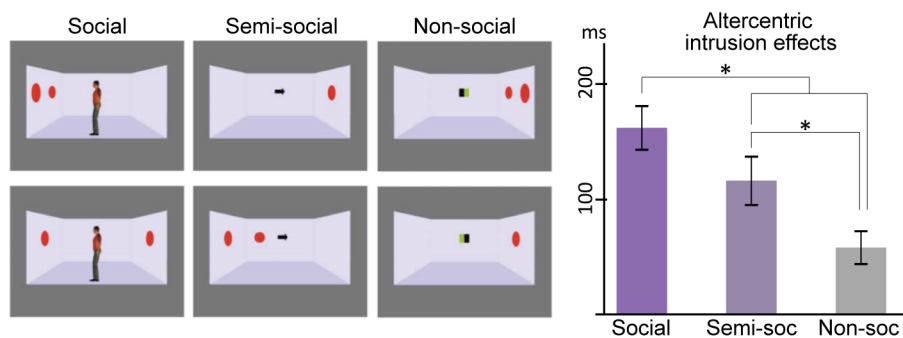 Social
Semi-social
Non-social
Altercentric
intrusion effects
ms
200
100
*
*
Social
Semi-soc
Non-soc